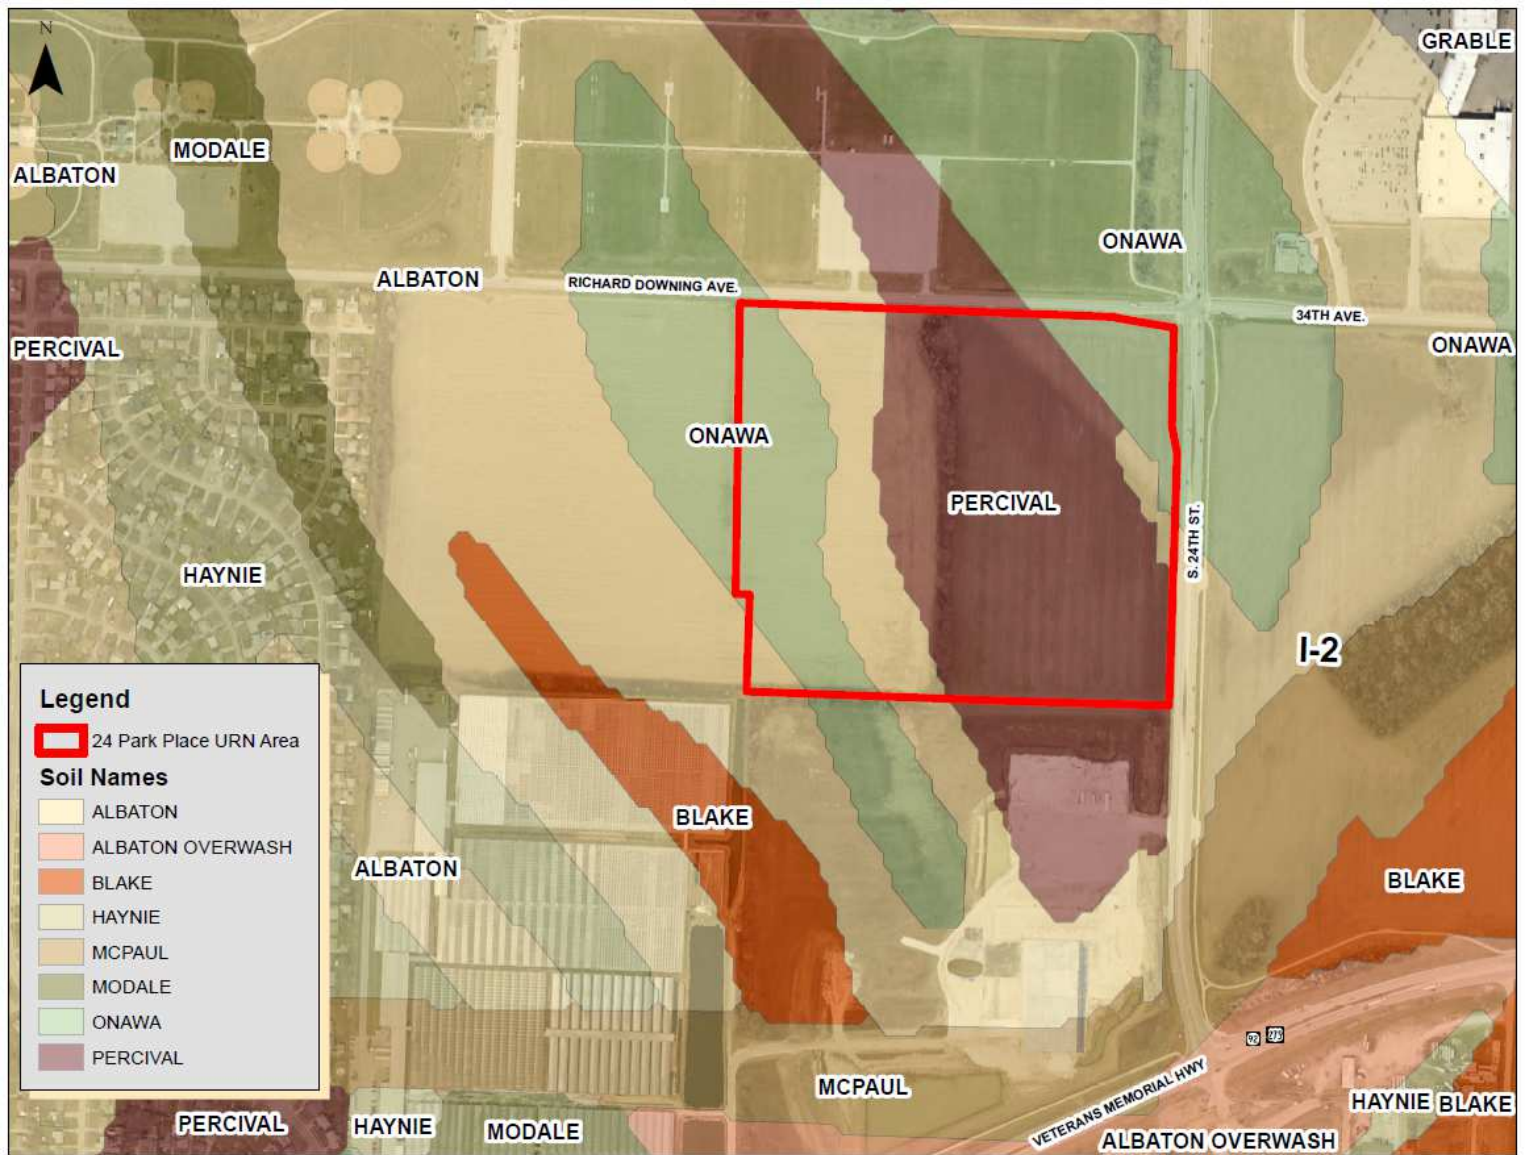 N
GRABLE
MODALE
ALBATON
ONAWA
ALBATON
RICHARD DOWNING AVE.
34TH AVE.
PERCIVAL
ONAWA
ONAWA
PERCIVAL
S. 24TH ST.
HAYNIE
I-2
Legend
24 Park Place URN Area
Soil Names
ALBATON
ALBATON OVERWASH
BLAKE
HAYNIE
MCPAUL
MODALE
ONAWA
PERCIVAL
BLAKE
ALBATON
BLAKE
92 275
MCPAUL
VETERANS MEMORIAL HWY
HAYNIE BLAKE
PERCIVAL
HAYNIE
MODALE
ALBATON OVERWASH